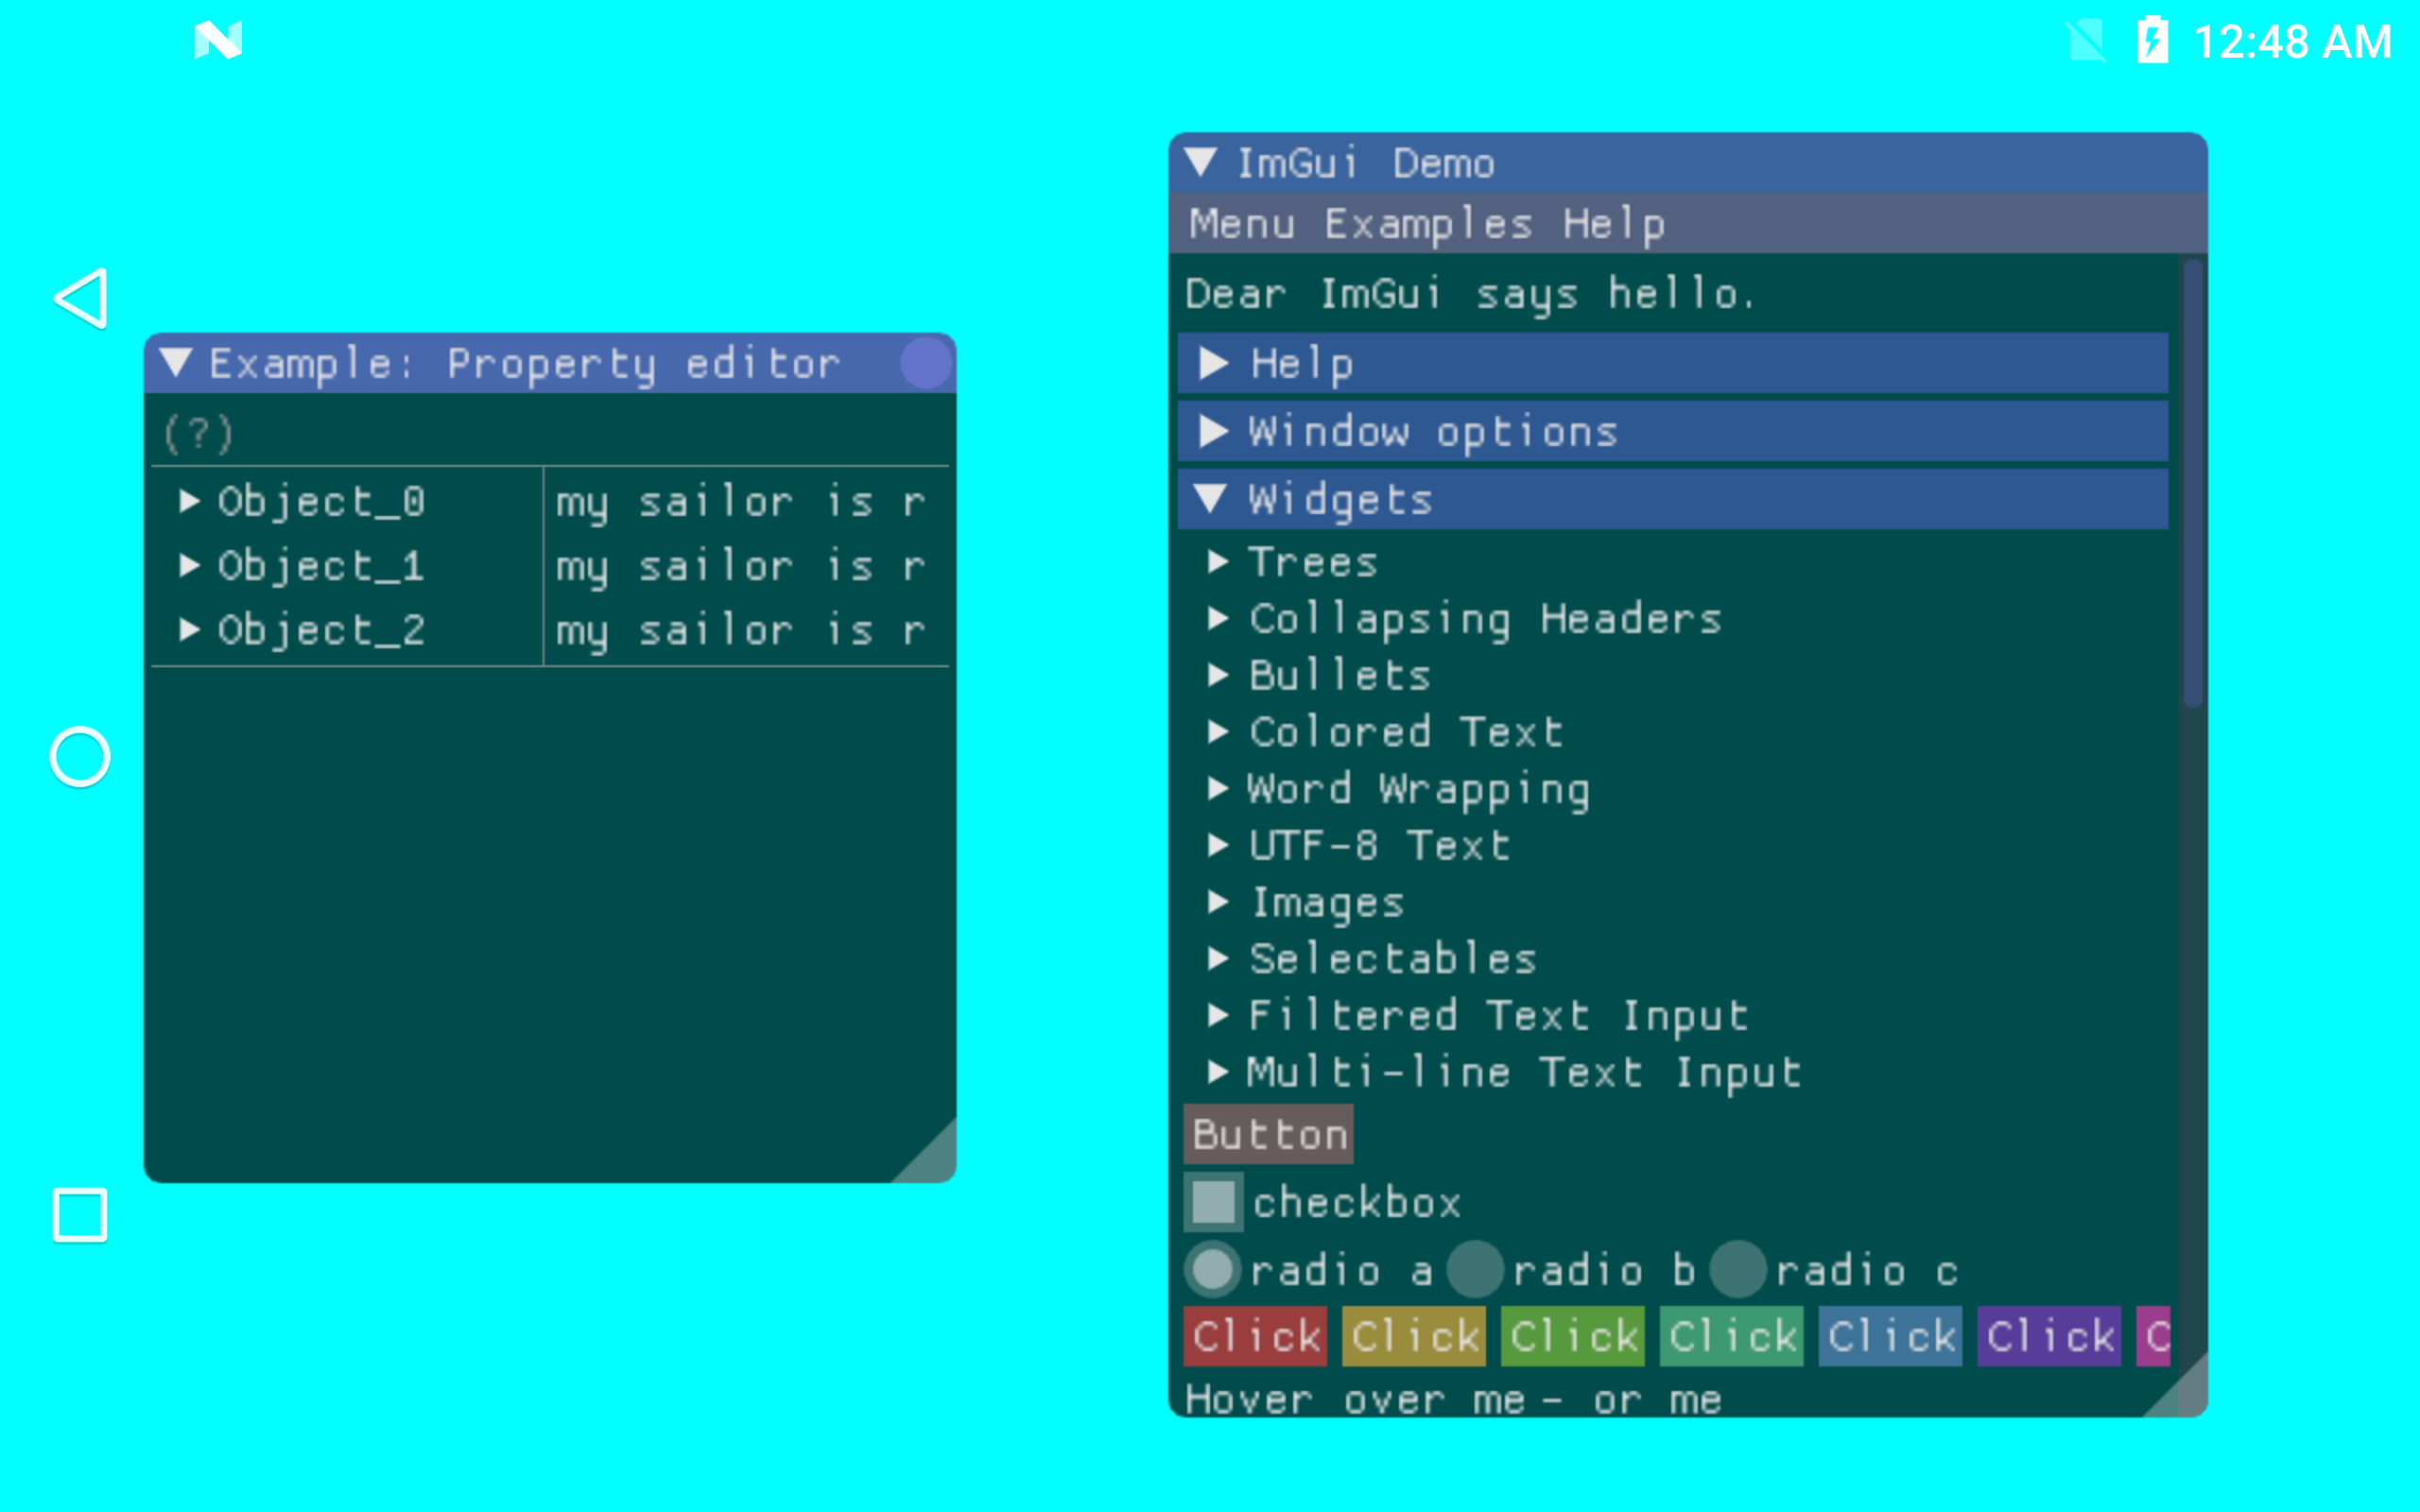 12:48 AM
Example: Property editor
(?)
Object_0 my sailor is r
Object_1 my sailor is r
Object_2 my sailor is r
ImGui Demo
Menu Examples Help
Dear ImGui says hello.
Help
Window options
Widgets
Trees
Collapsing Headers
Bullets
Colored Text
Word Wrapping
UTF-8 Text
Images
Selectables
Filtered Text Input
Multi-line Text Input
Button
checkbox
radio a radio b radio c
Click Click Click Click Click Click C
Hover over me - or me